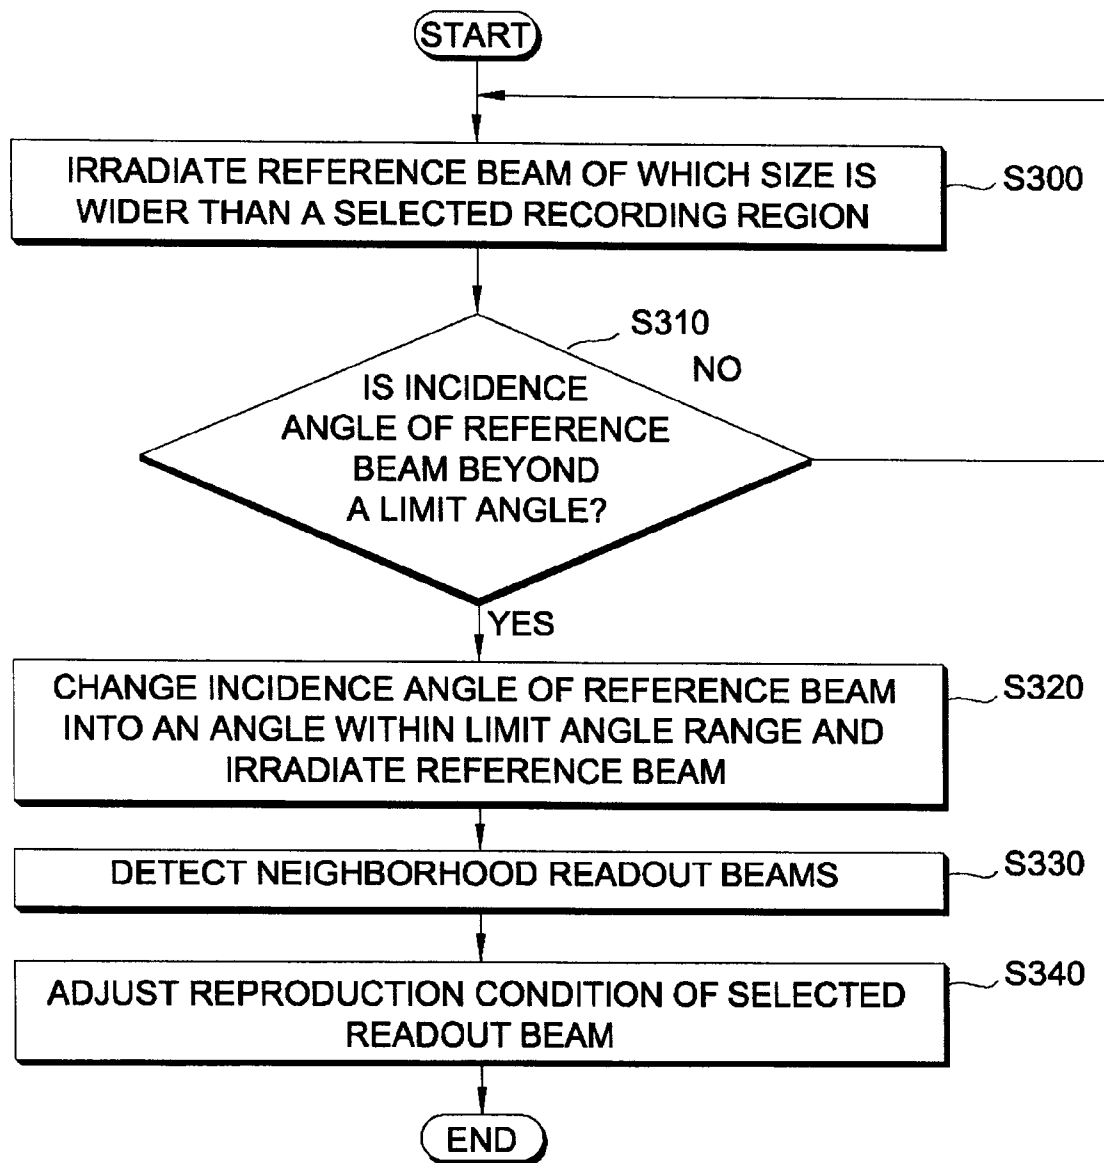 START
IRRADIATE REFERENCE BEAM OF WHICH SIZE IS
WIDER THAN A SELECTED RECORDING REGION
S300
S310
NO
IS INCIDENCE
ANGLE OF REFERENCE
BEAM BEYOND
A LIMIT ANGLE?
YES
CHANGE INCIDENCE ANGLE OF REFERENCE BEAM
INTO AN ANGLE WITHIN LIMIT ANGLE RANGE AND
IRRADIATE REFERENCE BEAM
S320
DETECT NEIGHBORHOOD READOUT BEAMS
S330
ADJUST REPRODUCTION CONDITION OF SELECTED
READOUT BEAM
S340
END